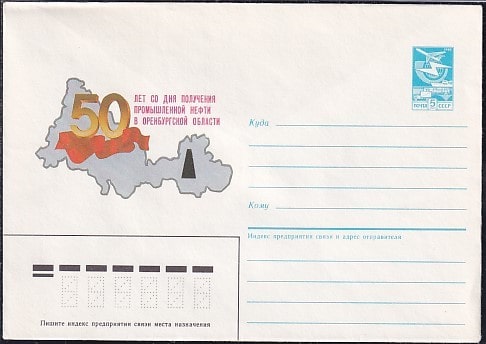 50
ЛЕТ СО ДНЯ ПОЛУЧЕНИЯ
ПРОМЫШЛЕННОЙ НЕФТИ
В ОРЕНБУРГСКОЙ ОБЛАСТИ
ПОЧТА 5 СССР
Куда
Кому
Индекс предприятия связи и адрес отправителя
Пишите индекс предприятия связи места назначения